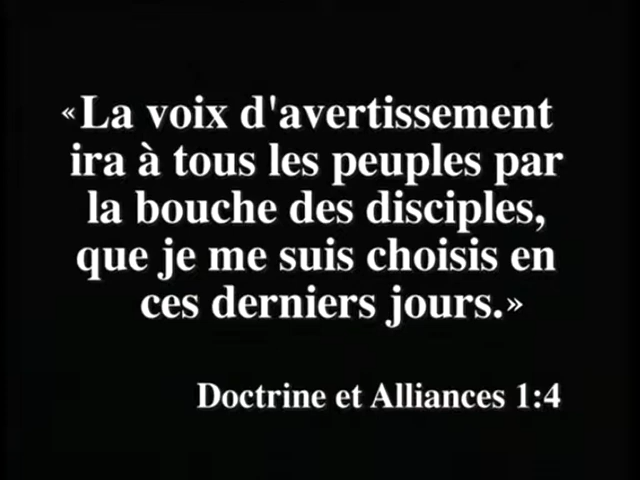 «La voix d'avertissement
ira à tous les peuples par
la bouche des disciples,
que je me suis choisis en
ces derniers jours.»
Doctrine et Alliances 1:4